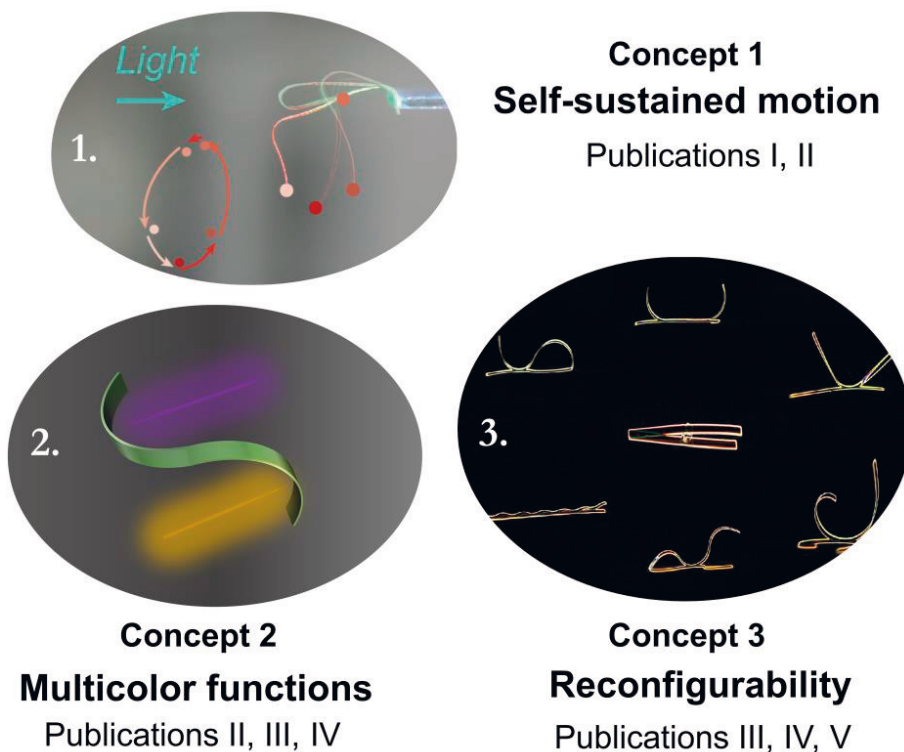 Light
1.
Concept 1
Self-sustained motion
Publications I, II
2.
Concept 2
Multicolor functions
Publications II, III, IV
3.
Concept 3
Reconfigurability
Publications III, IV, V